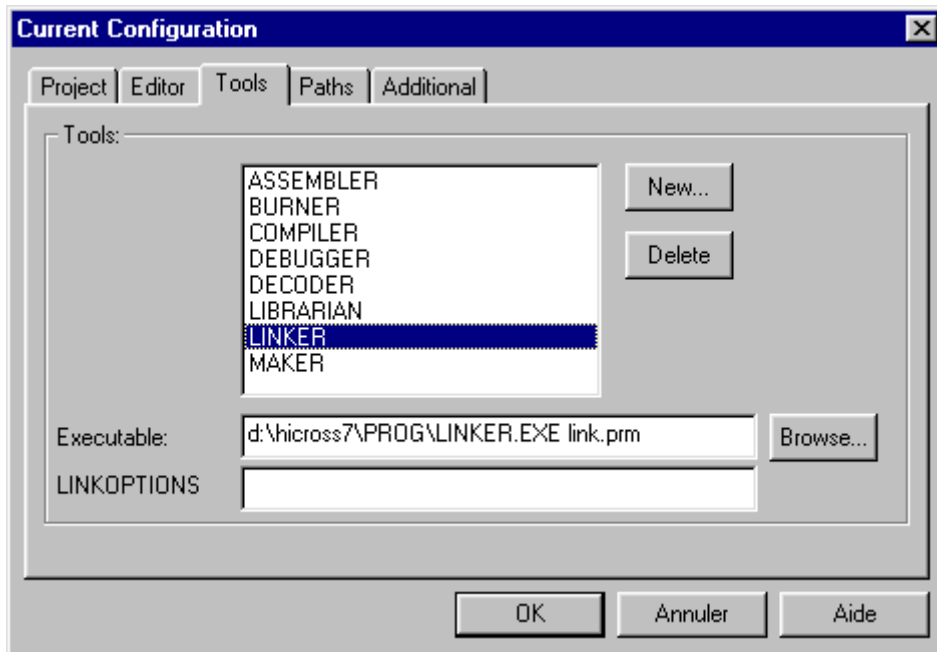 Current Configuration
Project Editor Tools Paths Additional
Tools:
ASSEMBLER
BURNER
COMPILER
DEBUGGER
DECODER
LIBRARIAN
LINKER
MAKER
New...
Delete
Executable: d:\hicross7\PROG\LINKER.EXE link.prm Browse...
LINKOPTIONS
OK Annuler Aide